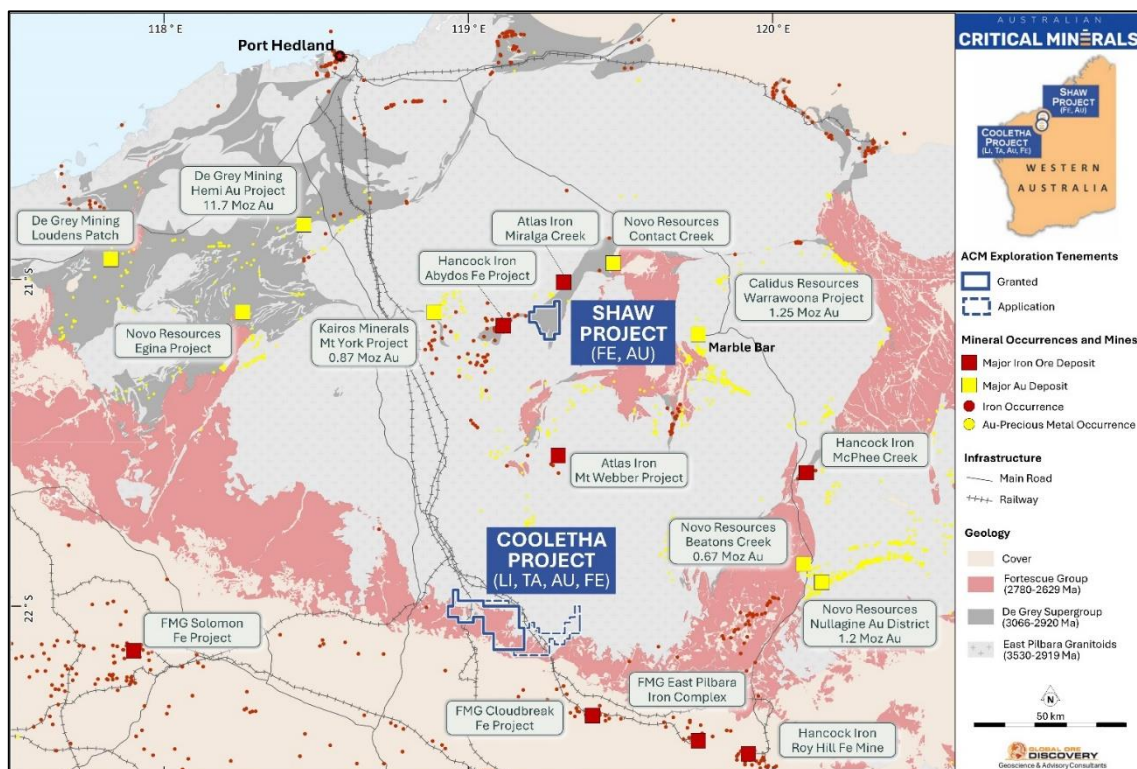 118°E
119°E
120°E
Port Hedland
De Grey Mining
Hemi Au Project
11.7 Moz Au
De Grey Mining
Loudens Patch
Atlas Iron
Miralga Creek
Novo Resources
Contact Creek
Hancock Iron
Abydos Fe Project
21°S
SHAW
PROJECT
(FE, AU)
Calidus Resources
Warrawoona Project
1.25 Moz Au
Novo Resources
Egina Project
Kairos Minerals
Mt York Project
0.87 Moz Au
Marble Bar
Atlas Iron
Mt Webber Project
Hancock Iron
McPhee Creek
COOLETHA
PROJECT
(LI, TA, AU, FE)
Novo Resources
Beatons Creek
0.67 Moz Au
22°S
FMG Solomon
Fe Project
Novo Resources
Nullagine Au District
1.2 Moz Au
FMG East Pilbara
Iron Complex
FMG Cloudbreak
Fe Project
Hancock Iron
Roy Hill Fe Mine
AUSTRALIAN
CRITICAL MINERALS
SHAW
PROJECT
(FE, AU)
COOLETHA
PROJECT
(LI, TA, AU, FE)
WESTERN
AUSTRALIA
ACM Exploration Tenements
Granted
Application
Mineral Occurrences and Mines
Major Iron Ore Deposit
Major Au Deposit
Iron Occurrence
Au-Precious Metal Occurrence
Infrastructure
Main Road
Railway
Geology
Cover
Fortescue Group
(2780-2629 Ma)
De Grey Supergroup
(3066-2920 Ma)
East Pilbara Granitoids
(3530-2919 Ma)
N
50 km
GLOBAL ORE
DISCOVERY
Geoscience & Advisory Consultants